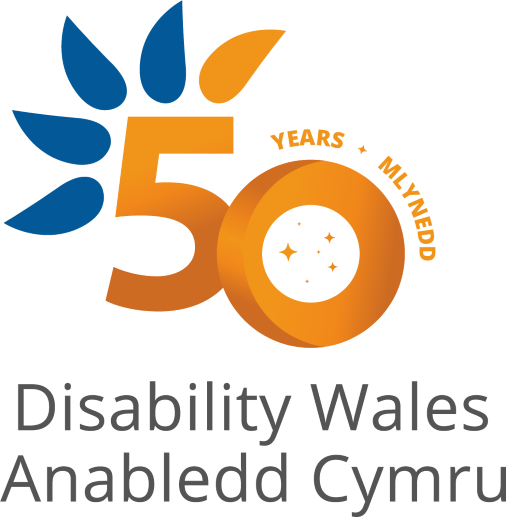 50
YEARS ✦ MLYNEDD
Disability Wales
Anabledd Cymru